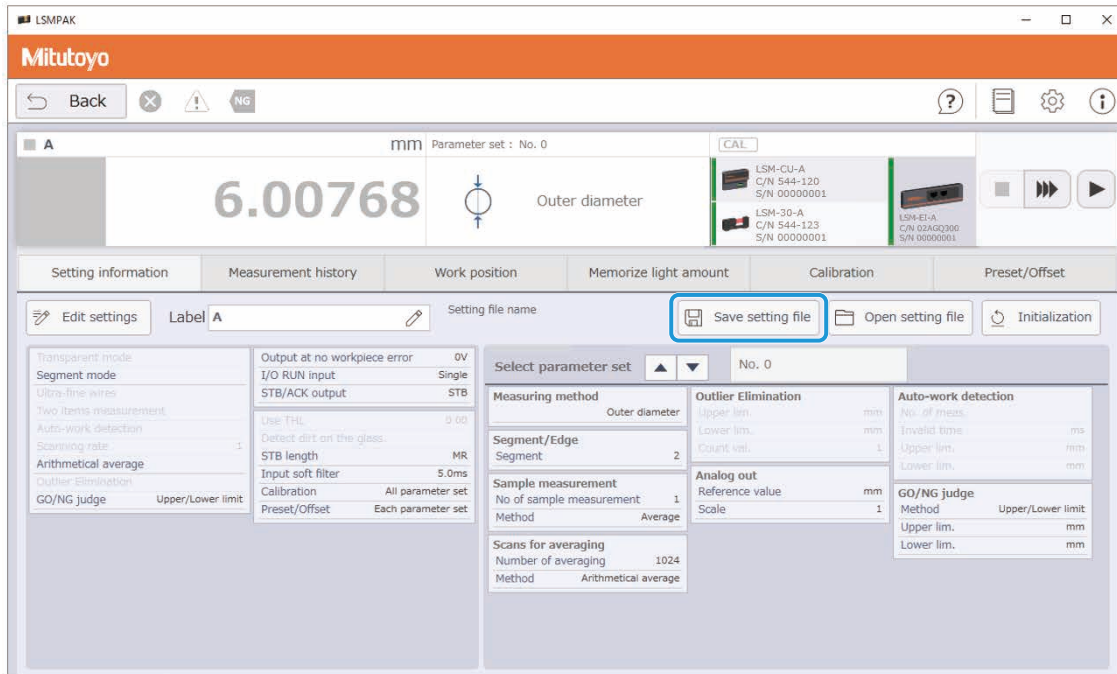 LSMPAK
Mitutoyo
Back
NG
A
mm
Parameter set : No. 0
CAL
6.00768
Outer diameter
LSM-CU-A
C/N 544-120
S/N 00000001
LSM-30-A
C/N 544-123
S/N 00000001
LSM-EI-A
C/N 02AGQ300
S/N 00000001
Setting information
Measurement history
Work position
Memorize light amount
Calibration
Preset/Offset
Edit settings
Label A
Setting file name
Save setting file
Open setting file
Initialization
Transparent mode
Segment mode
Ultra-fine wires
Two items measurement
Auto-work detection
Scanning rate 1
Arithmetical average
Outlier Elimination
GO/NG judge Upper/Lower limit
Output at no workpiece error 0V
I/O RUN input Single
STB/ACK output STB
Use THL 0.00
Detect dirt on the glass.
STB length MR
Input soft filter 5.0ms
Calibration All parameter set
Preset/Offset Each parameter set
Select parameter set
No. 0
Measuring method
Outer diameter
Segment/Edge
Segment 2
Sample measurement
No of sample measurement 1
Method Average
Scans for averaging
Number of averaging 1024
Method Arithmetical average
Outlier Elimination
Upper lim. mm
Lower lim. mm
Count val. 1
Analog out
Reference value mm
Scale 1
Auto-work detection
No. of meas.
Invalid time ms
Upper lim. mm
Lower lim. mm
GO/NG judge
Method Upper/Lower limit
Upper lim. mm
Lower lim. mm